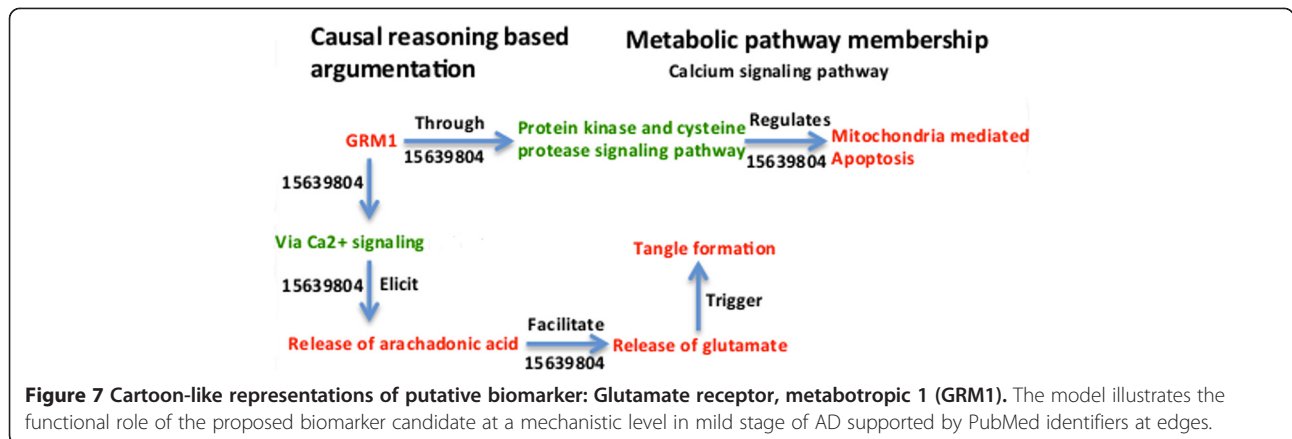 Causal reasoning based
argumentation
Metabolic pathway membership
Calcium signaling pathway
GRM1
Through
15639804
Protein kinase and cysteine
protease signaling pathway
Regulates
15639804
Mitochondria mediated
Apoptosis
15639804
Via Ca2+ signaling
15639804
Elicit
Release of arachadonic acid
Facilitate
15639804
Release of glutamate
Trigger
Tangle formation
Figure 7 Cartoon-like representations of putative biomarker: Glutamate receptor, metabotropic 1 (GRM1). The model illustrates the
functional role of the proposed biomarker candidate at a mechanistic level in mild stage of AD supported by PubMed identifiers at edges.